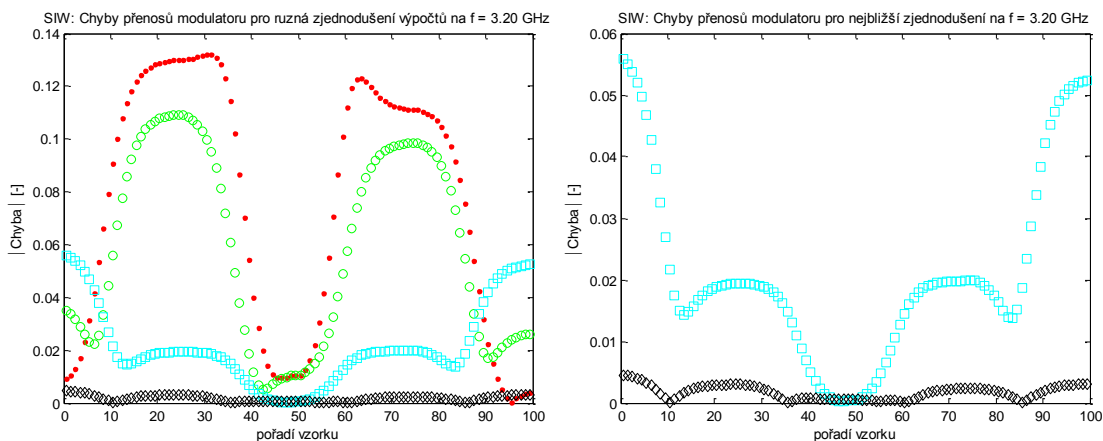 SIW: Chyby přenosů modulatoru pro ruzná zjednodušení výpočtů na f = 3.20 GHz
0.14
0.12
0.1
0.08
0.06
0.04
0.02
0
| Chyba | [-]
0 10 20 30 40 50 60 70 80 90 100
pořadí vzorku
SIW: Chyby přenosů modulatoru pro nejbližší zjednodušení na f = 3.20 GHz
0.06
0.05
0.04
0.03
0.02
0.01
0
| Chyba | [-]
0 10 20 30 40 50 60 70 80 90 100
pořadí vzorku